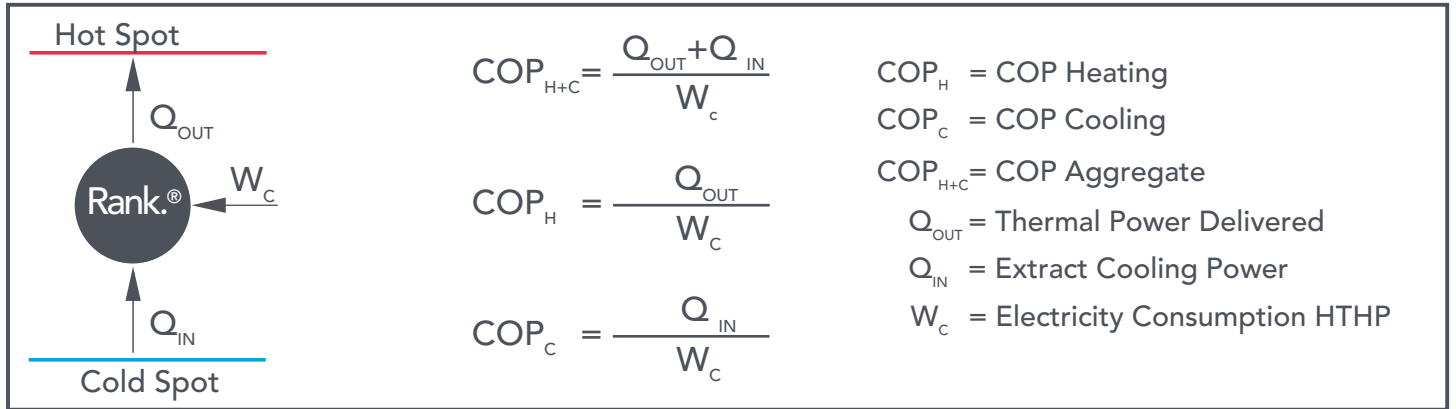 Hot Spot
Q_OUT
Rank.®
W_C
Q_IN
Cold Spot
COP_H+C = (Q_OUT + Q_IN) / W_c
COP_H = Q_OUT / W_C
COP_C = Q_IN / W_C
COP_H = COP Heating
COP_C = COP Cooling
COP_H+C = COP Aggregate
Q_OUT = Thermal Power Delivered
Q_IN = Extract Cooling Power
W_C = Electricity Consumption HTHP